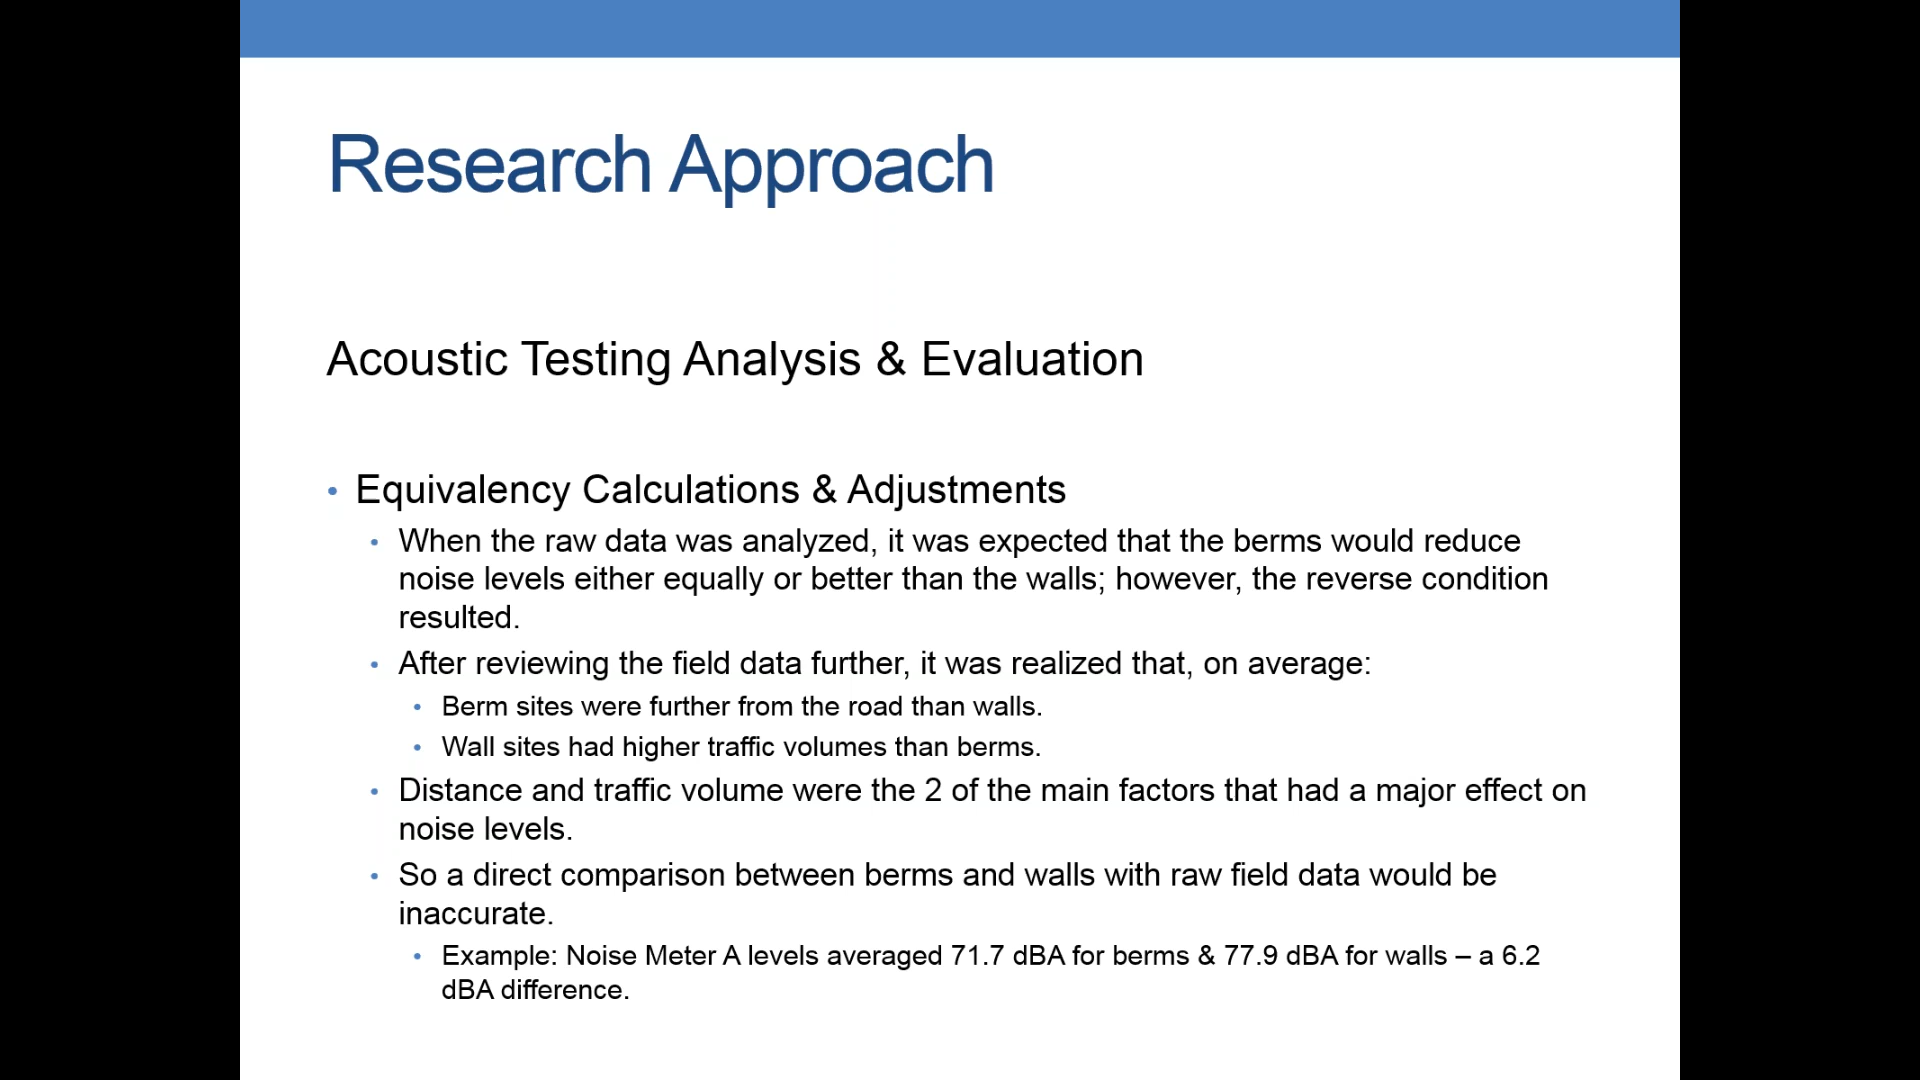 Research Approach
Acoustic Testing Analysis & Evaluation
• Equivalency Calculations & Adjustments
• When the raw data was analyzed, it was expected that the berms would reduce
noise levels either equally or better than the walls; however, the reverse condition
resulted.
• After reviewing the field data further, it was realized that, on average:
• Berm sites were further from the road than walls.
• Wall sites had higher traffic volumes than berms.
• Distance and traffic volume were the 2 of the main factors that had a major effect on
noise levels.
• So a direct comparison between berms and walls with raw field data would be
inaccurate.
• Example: Noise Meter A levels averaged 71.7 dBA for berms & 77.9 dBA for walls – a 6.2
dBA difference.